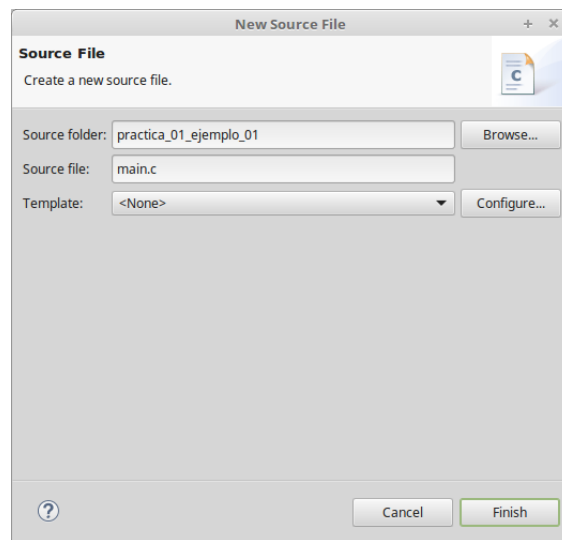 New Source File
Source File
Create a new source file.
C
Source folder: practica_01_ejemplo_01 Browse...
Source file: main.c
Template: <None> Configure...
? Cancel Finish